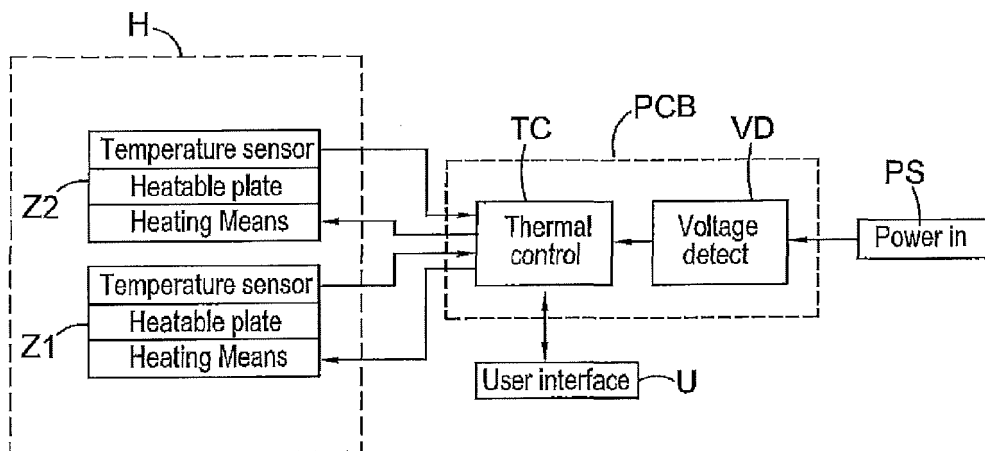 H
Temperature sensor
Heatable plate
Heating Means
Z2
Temperature sensor
Heatable plate
Heating Means
Z1
PCB
TC
Thermal
control
VD
Voltage
detect
PS
Power in
User interface
U